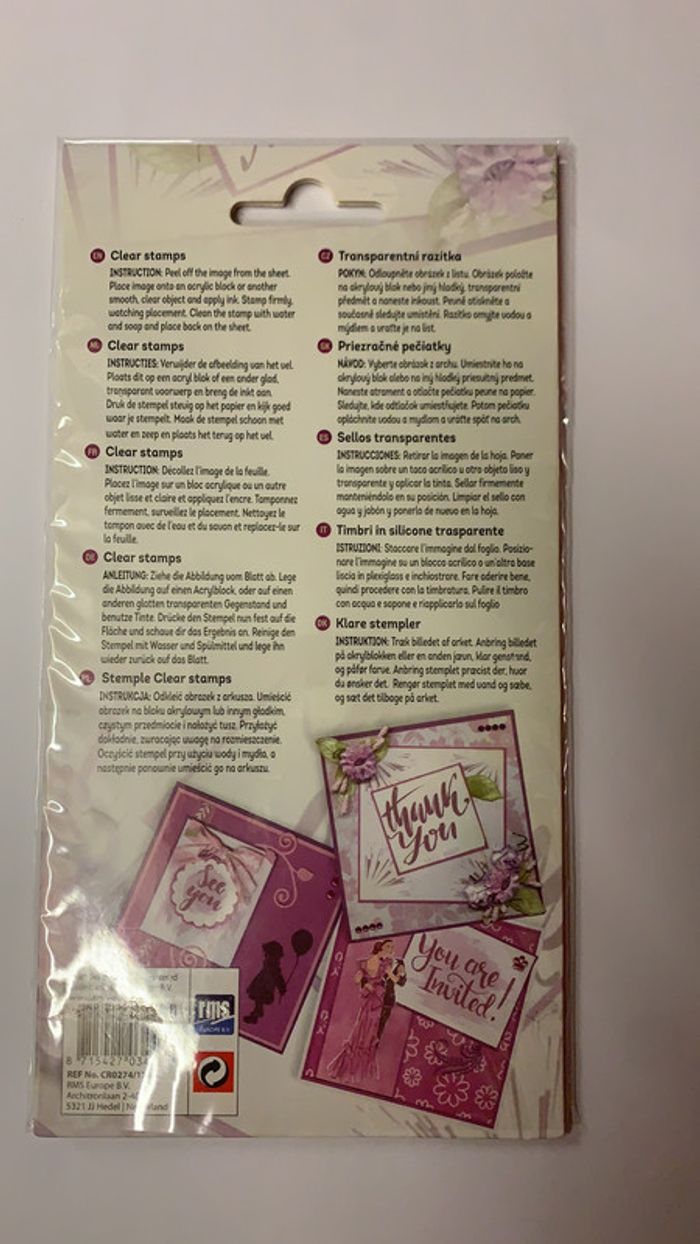 EN Clear stamps
INSTRUCTION: Peel off the image from the sheet.
Place image onto an acrylic block or another
smooth, clear object and apply ink. Stamp firmly,
watching placement. Clean the stamp with water
and soap and place back on the sheet.
NL Clear stamps
INSTRUCTIES: Verwijder de afbeelding van het vel.
Plaats dit op een acryl blok of een ander glad,
transparant voorwerp en breng de inkt aan.
Druk de stempel stevig op het papier en kijk goed
waar je stempelt. Maak de stempel schoon met
water en zeep en plaats het terug op het vel.
FR Clear stamps
INSTRUCTION: Décollez l'image de la feuille.
Placez l'image sur un bloc acrylique ou un autre
objet lisse et claire et appliquez l'encre. Tamponnez
fermement, surveillez le placement. Nettoyez le
tampon avec de l'eau et du savon et replacez-le sur
la feuille.
DE Clear stamps
ANLEITUNG: Ziehe die Abbildung vom Blatt ab. Lege
die Abbildung auf einen Acrylblock, oder auf einen
anderen glatten transparenten Gegenstand und
benutze Tinte. Drücke den Stempel nun fest auf die
Fläche und schaue dir das Ergebnis an. Reinige den
Stempel mit Wasser und Spülmittel und lege ihn
wieder zurück auf das Blatt.
PL Stemple Clear stamps
INSTRUKCJA: Odkleić obrazek z arkusza. Umieścić
obrazek na bloku akrylowym lub innym gładkim,
czystym przedmiocie i nałożyć tusz. Przyłożyć
dokładnie, zwracając uwagę na rozmieszczenie.
Oczyścić stempel przy użyciu wody i mydła, a
następnie ponownie umieścić go na arkuszu.
CZ Transparentní razítka
POKYN: Odloupněte obrázek z listu. Obrázek položte
na akrylový blok nebo jiný hladký, transparentní
předmět a naneste inkoust. Pevně otiskněte a
současně sledujte umístění. Razítko omyjte vodou a
mýdlem a vraťte je na list.
SK Priezračné pečiatky
NÁVOD: Vyberte obrázok z archu. Umiestnite ho na
akrylový blok alebo na iný hladký priesvitný predmet.
Naneste atrament a otlačte pečiatku pevne na papier.
Sledujte, kde odtlačok umiestňujete. Potom pečiatku
opláchnite vodou a mydlom a vráťte späť na arch.
ES Sellos transparentes
INSTRUCCIONES: Retirar la imagen de la hoja. Poner
la imagen sobre un taco acrílico u otro objeto liso y
transparente y aplicar la tinta. Sellar firmemente
manteniéndolo en su posición. Limpiar el sello con
agua y jabón y ponerla de nuevo en la hoja.
IT Timbri in silicone trasparente
ISTRUZIONI: Staccare l'immagine dal foglio. Posizio-
nare l'immagine su un blocco acrilico o un'altra base
liscia in plexiglass e inchiostrare. Fare aderire bene,
quindi procedere con la timbratura. Pulire il timbro
con acqua e sapone e riapplicarlo sul foglio
DK Klare stempler
INSTRUKTION: Træk billedet af arket. Anbring billedet
på akrylblokken eller en anden jævn, klar genstand,
og påfør farve. Anbring stemplet præcist der, hvor
du ønsker det. Rengør stemplet med vand og sæbe,
og sæt det tilbage på arket.
thank
you
See
you
You are
Invited!
rms
8 715427 03
REF No. CR0274/1
RMS Europe B.V.
Architronlaan 2-4
5321 JJ Hedel | Nederland